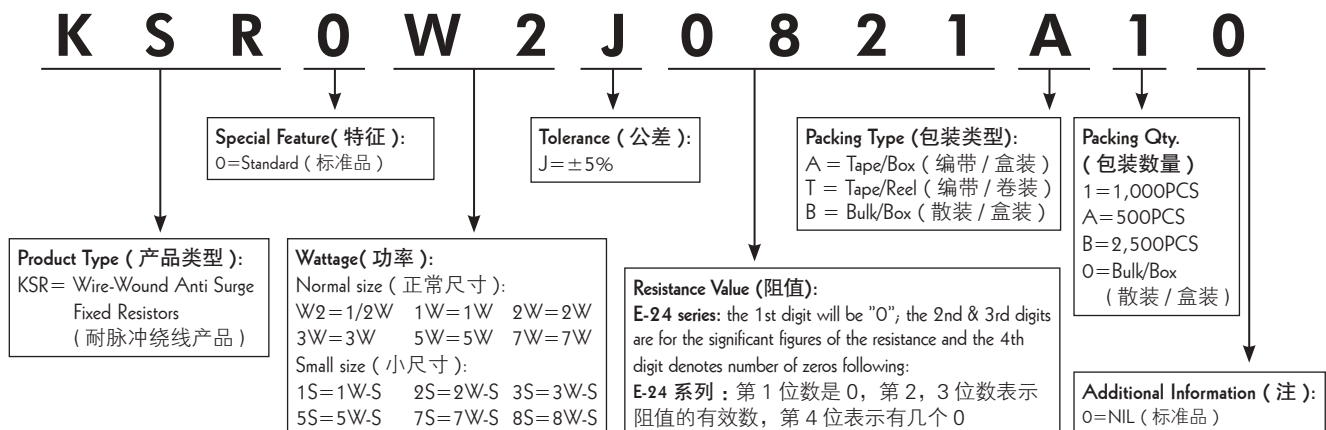 K S R 0 W 2 J 0 8 2 1 A 1 0
Special Feature( 特征 ):
0=Standard ( 标准品 )
Tolerance ( 公差 ):
J=±5%
Packing Type (包装类型):
A = Tape/Box ( 编带 / 盒装 )
T = Tape/Reel ( 编带 / 卷装 )
B = Bulk/Box ( 散装 / 盒装 )
Packing Qty.
( 包装数量 )
1=1,000PCS
A=500PCS
B=2,500PCS
0=Bulk/Box
( 散装 / 盒装 )
Product Type ( 产品类型 ):
KSR= Wire-Wound Anti Surge
Fixed Resistors
( 耐脉冲绕线产品 )
Wattage( 功率 ):
Normal size ( 正常尺寸 ):
W2=1/2W 1W=1W 2W=2W
3W=3W 5W=5W 7W=7W
Small size ( 小尺寸 ):
1S=1W-S 2S=2W-S 3S=3W-S
5S=5W-S 7S=7W-S 8S=8W-S
Resistance Value (阻值):
E-24 series: the 1st digit will be "0"; the 2nd & 3rd digits
are for the significant figures of the resistance and the 4th
digit denotes number of zeros following:
E-24 系列 : 第 1 位数是 0, 第 2, 3 位数表示
阻值的有效数, 第 4 位表示有几个 0
Additional Information ( 注 ):
0=NIL ( 标准品 )